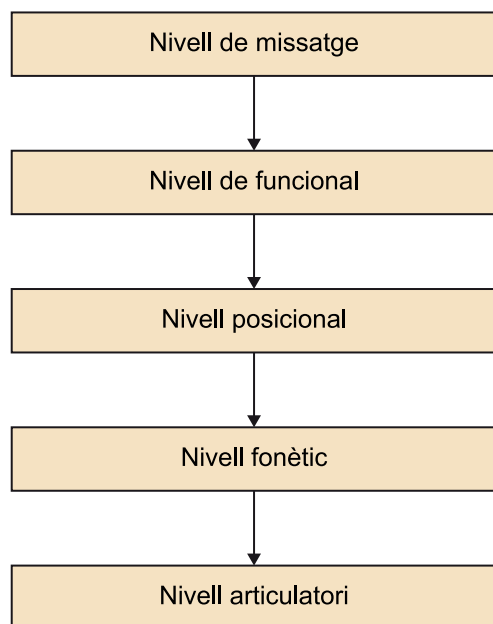 Nivell de missatge
Nivell de funcional
Nivell posicional
Nivell fonètic
Nivell articulatori